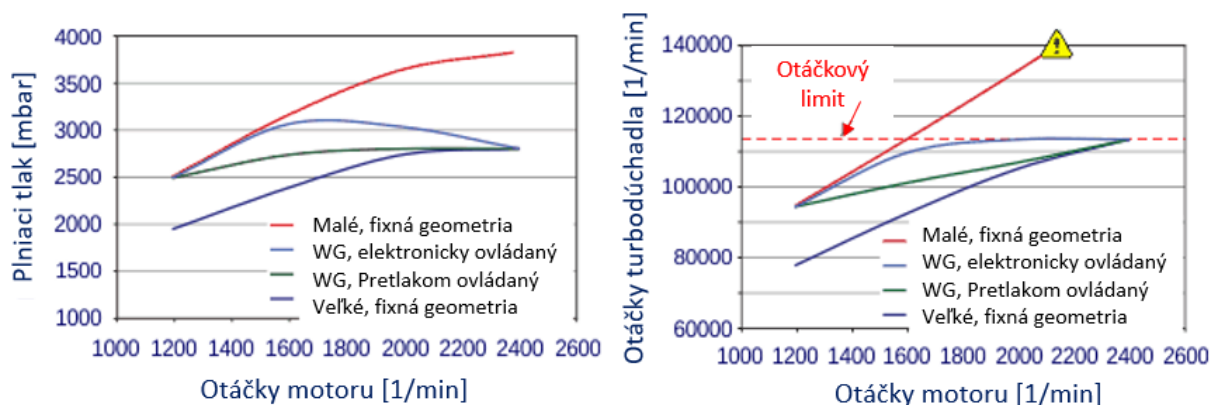 Plniaci tlak [mbar]
4000
3500
3000
2500
2000
1500
1000
1000 1200 1400 1600 1800 2000 2200 2400 2600
Otáčky motoru [1/min]
Malé, fixná geometria
WG, elektronicky ovládaný
WG, Pretlakom ovládaný
Veľké, fixná geometria
Otáčky turbodúchadla [1/min]
140000
120000
100000
80000
60000
1000 1200 1400 1600 1800 2000 2200 2400 2600
Otáčky motoru [1/min]
Otáčkový
limit
!
Malé, fixná geometria
WG, elektronicky ovládaný
WG, Pretlakom ovládaný
Veľké, fixná geometria